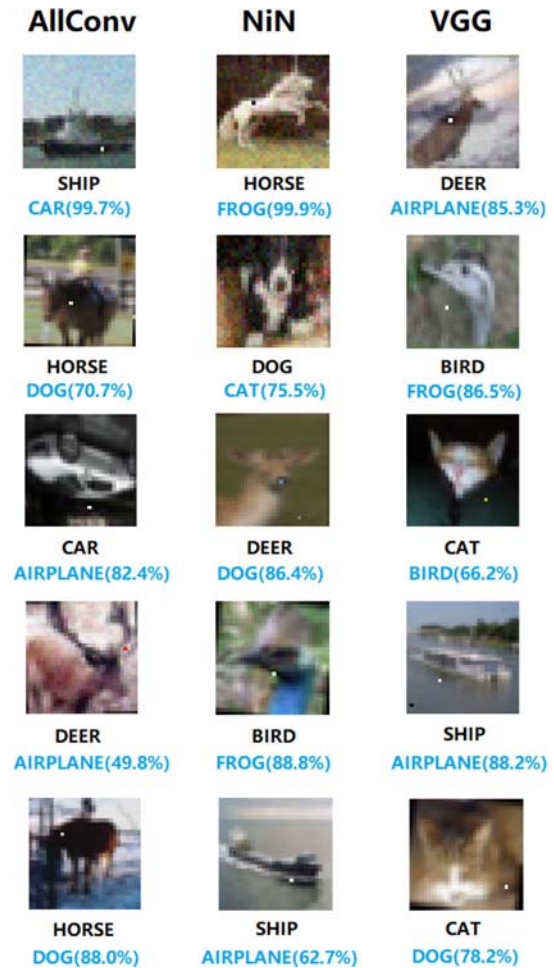 AllConv NiN VGG
SHIP HORSE DEER
CAR(99.7%) FROG(99.9%) AIRPLANE(85.3%)
HORSE DOG BIRD
DOG(70.7%) CAT(75.5%) FROG(86.5%)
CAR DEER CAT
AIRPLANE(82.4%) DOG(86.4%) BIRD(66.2%)
DEER BIRD SHIP
AIRPLANE(49.8%) FROG(88.8%) AIRPLANE(88.2%)
HORSE SHIP CAT
DOG(88.0%) AIRPLANE(62.7%) DOG(78.2%)